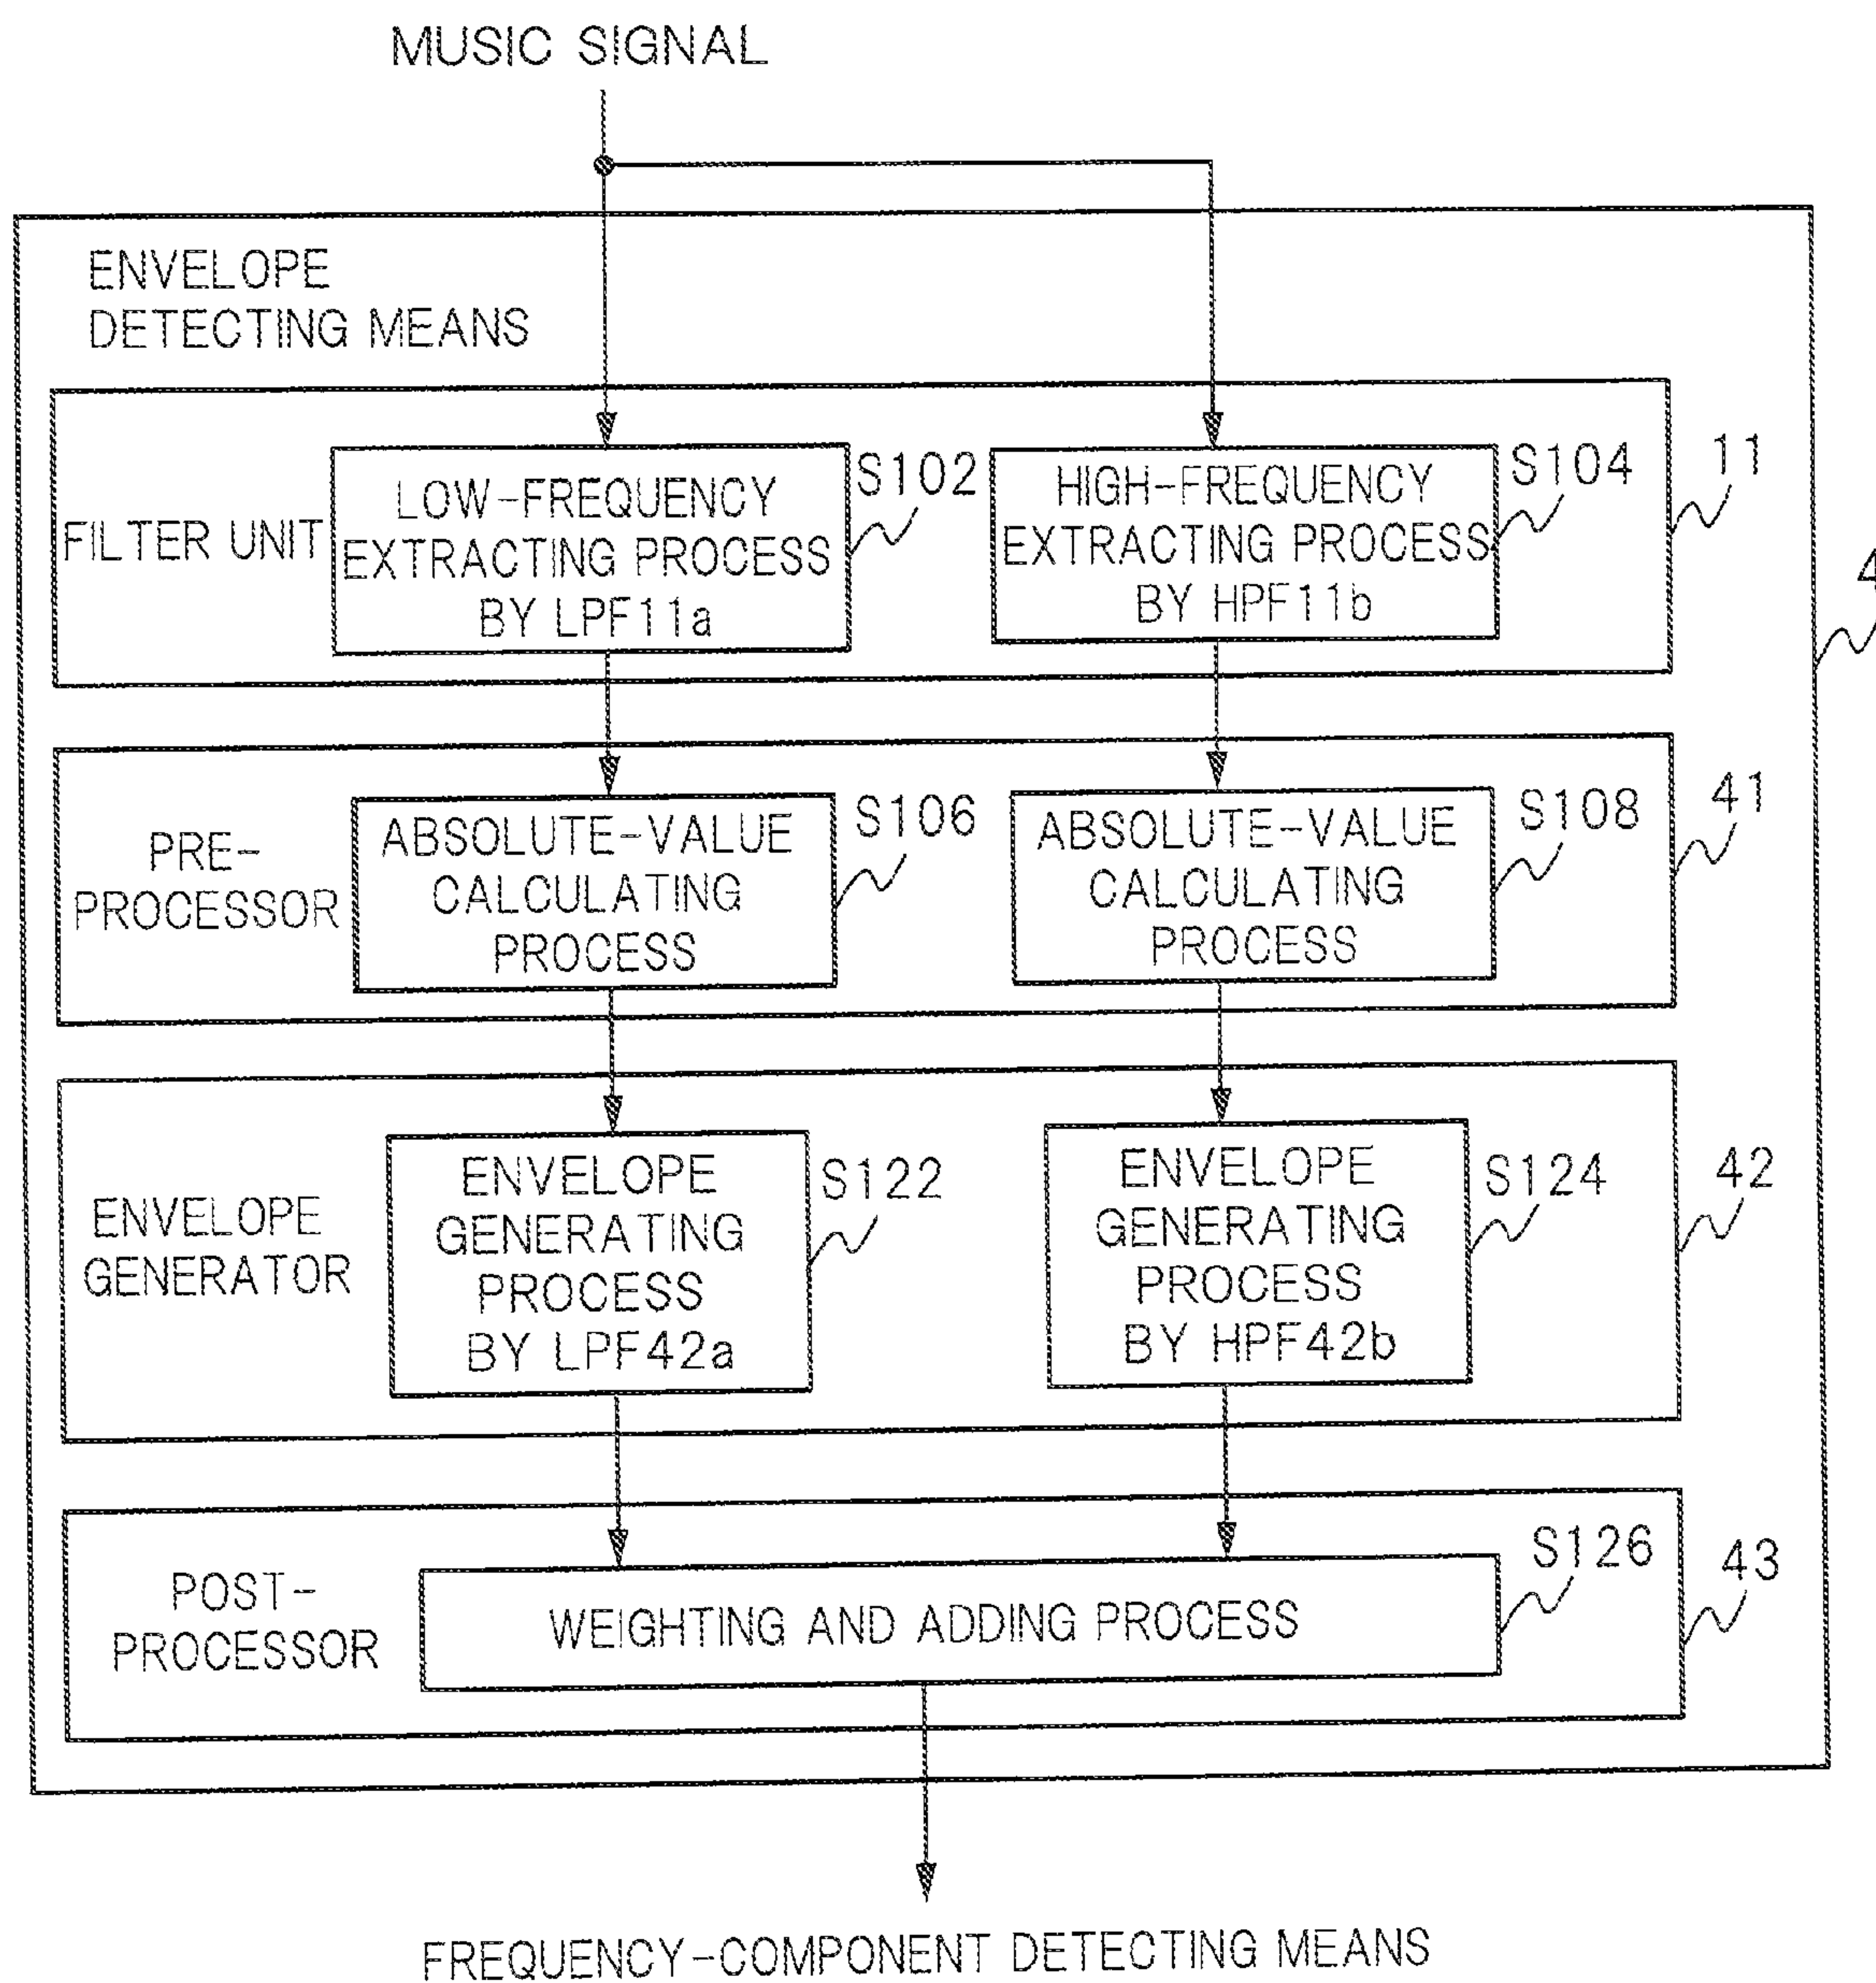 MUSIC SIGNAL
ENVELOPE
DETECTING MEANS
FILTER UNIT
LOW-FREQUENCY
EXTRACTING PROCESS
BY LPF11a
S102
HIGH-FREQUENCY
EXTRACTING PROCESS
BY HPF11b
S104
11
4
PRE-
PROCESSOR
ABSOLUTE-VALUE
CALCULATING
PROCESS
S106
ABSOLUTE-VALUE
CALCULATING
PROCESS
S108
41
ENVELOPE
GENERATOR
ENVELOPE
GENERATING
PROCESS
BY LPF42a
S122
ENVELOPE
GENERATING
PROCESS
BY HPF42b
S124
42
POST-
PROCESSOR
WEIGHTING AND ADDING PROCESS
S126
43
FREQUENCY-COMPONENT DETECTING MEANS